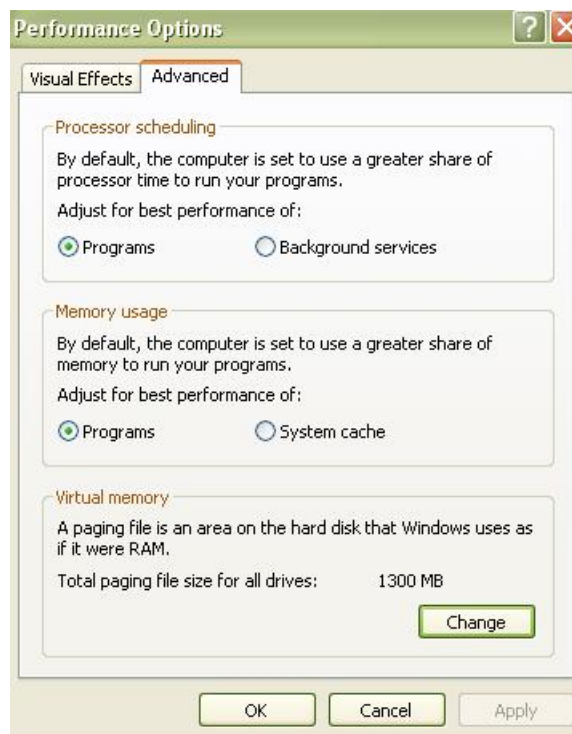 Performance Options
Visual Effects
Advanced
Processor scheduling
By default, the computer is set to use a greater share of
processor time to run your programs.
Adjust for best performance of:
Programs
Background services
Memory usage
By default, the computer is set to use a greater share of
memory to run your programs.
Adjust for best performance of:
Programs
System cache
Virtual memory
A paging file is an area on the hard disk that Windows uses as
if it were RAM.
Total paging file size for all drives: 1300 MB
Change
OK
Cancel
Apply